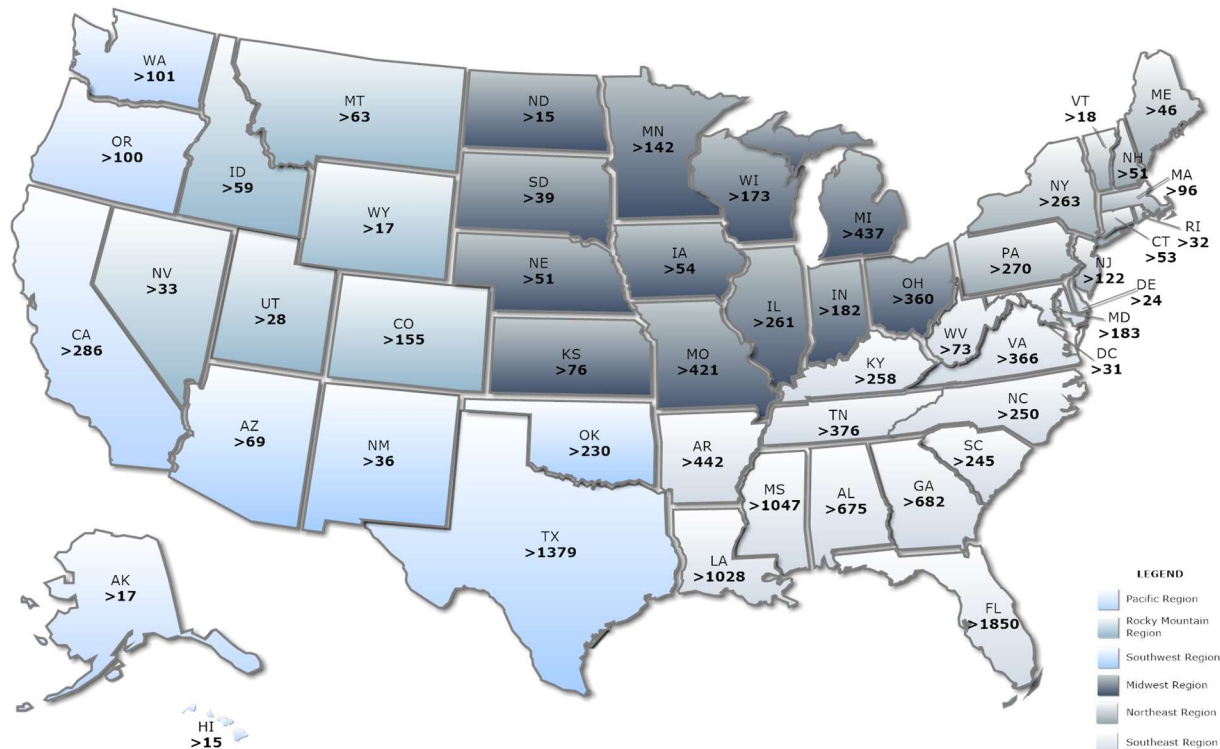 WA
>101
OR
>100
CA
>286
NV
>33
ID
>59
MT
>63
WY
>17
UT
>28
CO
>155
AZ
>69
NM
>36
ND
>15
SD
>39
NE
>51
KS
>76
OK
>230
TX
>1379
MN
>142
IA
>54
MO
>421
AR
>442
LA
>1028
WI
>173
IL
>261
MI
>437
IN
>182
OH
>360
KY
>258
TN
>376
MS
>1047
AL
>675
GA
>682
FL
>1850
SC
>245
NC
>250
VA
>366
WV
>73
PA
>270
NY
>263
VT
>18
NH
>51
ME
>46
MA
>96
RI
>32
CT
>53
NJ
>122
DE
>24
MD
>183
DC
>31
AK
>17
HI
>15
LEGEND
Pacific Region
Rocky Mountain
Region
Southwest Region
Midwest Region
Northeast Region
Southeast Region